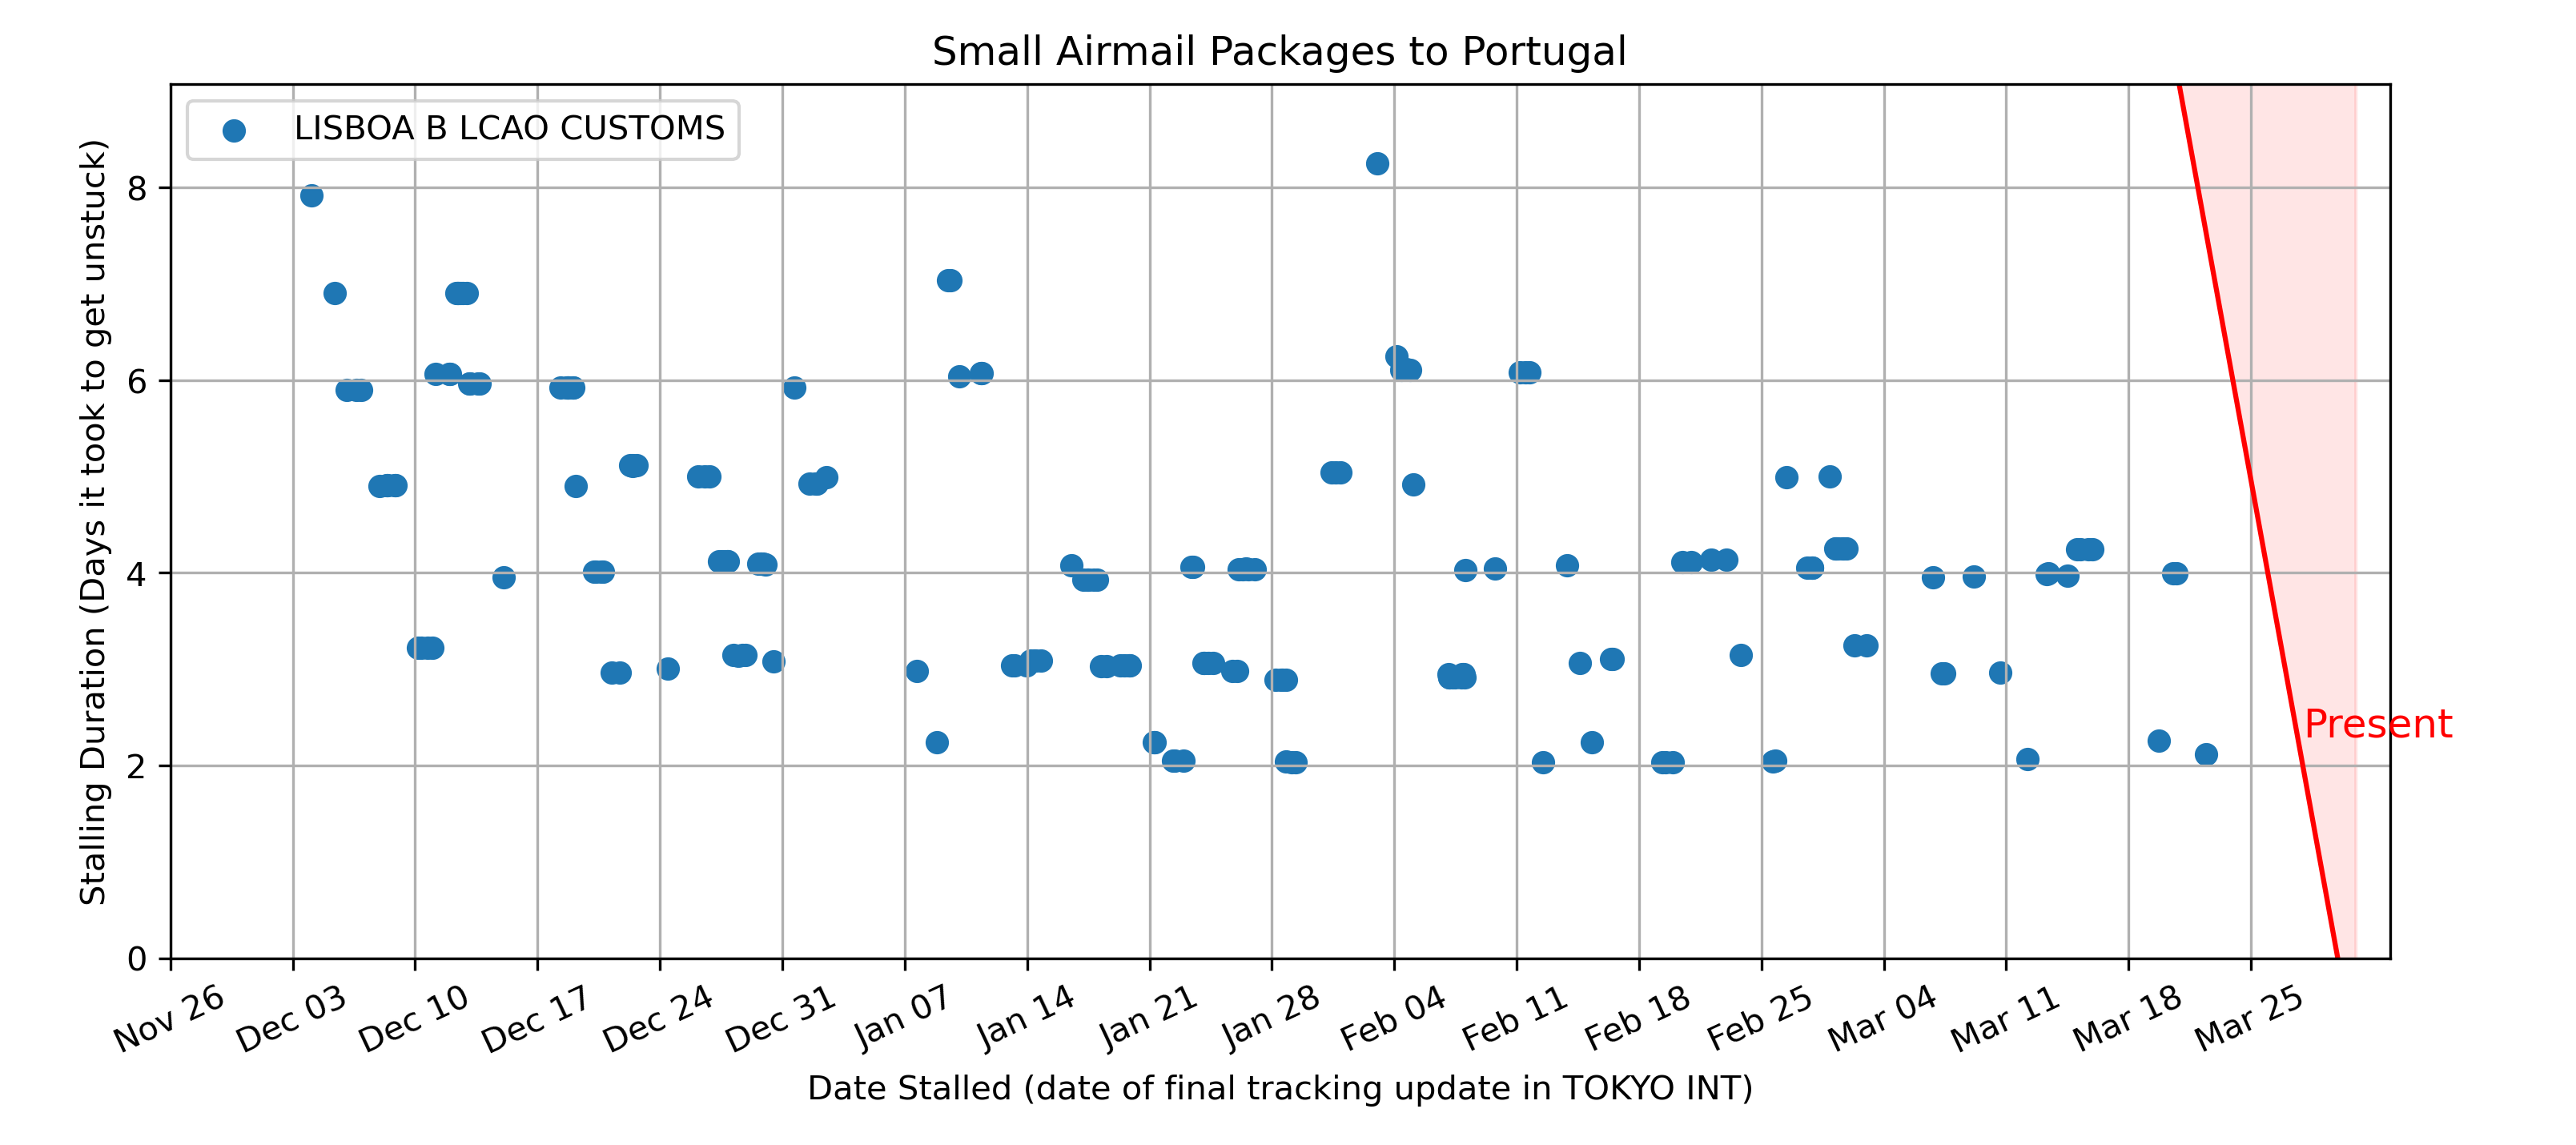 Small Airmail Packages to Portugal
LISBOA B LCAO CUSTOMS
Stalling Duration (Days it took to get unstuck)
8
6
4
2
0
Present
Nov 26
Dec 03
Dec 10
Dec 17
Dec 24
Dec 31
Jan 07
Jan 14
Jan 21
Jan 28
Feb 04
Feb 11
Feb 18
Feb 25
Mar 04
Mar 11
Mar 18
Mar 25
Date Stalled (date of final tracking update in TOKYO INT)